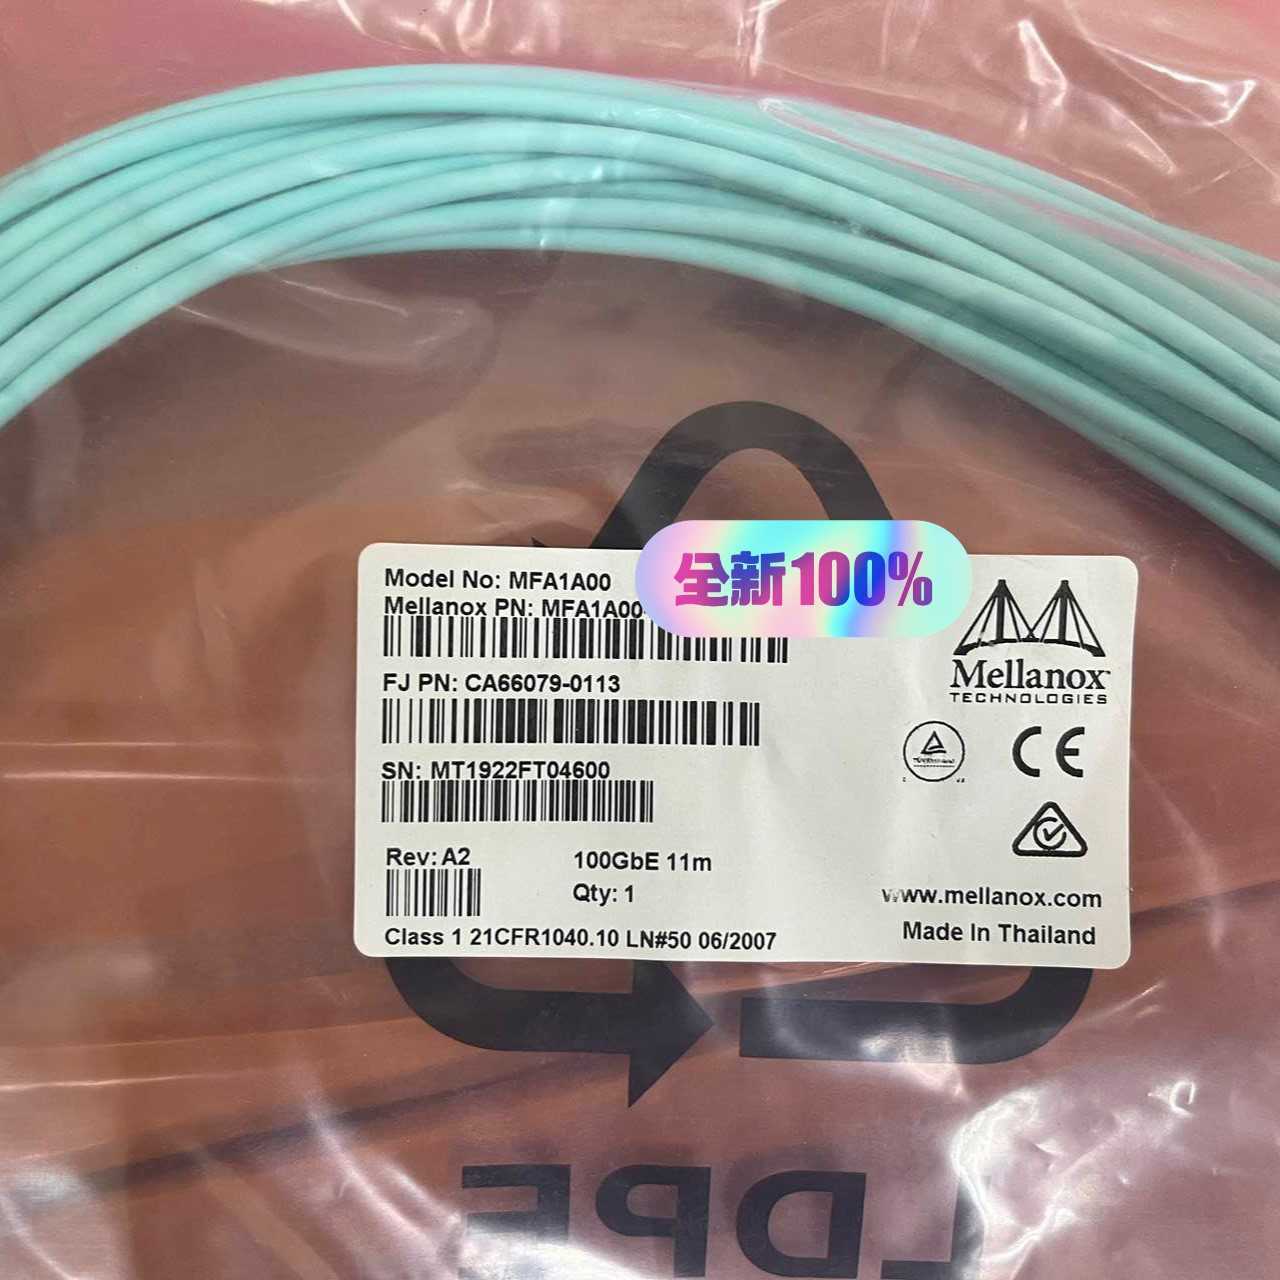 全新100%
Model No: MFA1A00
Mellanox PN: MFA1A00
Mellanox
TECHNOLOGIES
FJ PN: CA66079-0113
SN: MT1922FT04600
Rev: A2
100GbE 11m
Qty: 1
www.mellanox.com
Class 1 21CFR1040.10 LN#50 06/2007
Made In Thailand
CE
LDPE